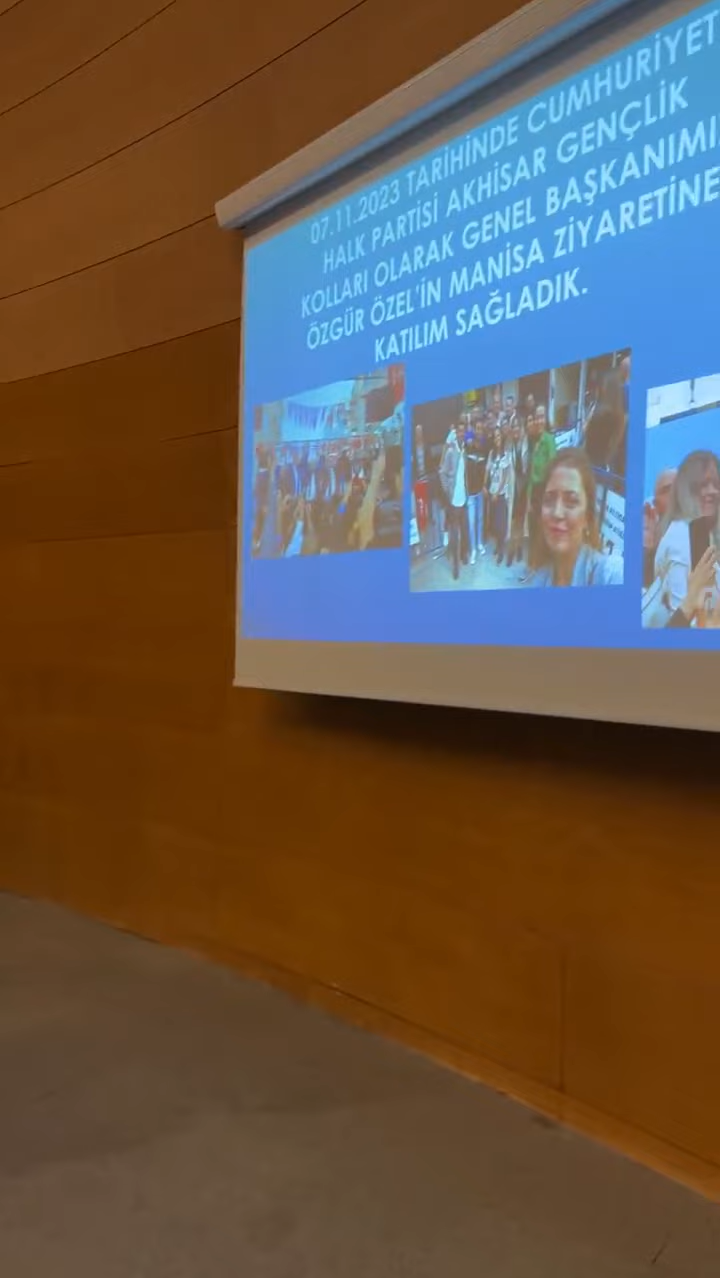 07.11.2023 TARİHİNDE CUMHURİYET
HALK PARTİSİ AKHİSAR GENÇLİK
KOLLARI OLARAK GENEL BAŞKANIMI
ÖZGÜR ÖZEL'İN MANİSA ZİYARETİNE
KATILIM SAĞLADIK.